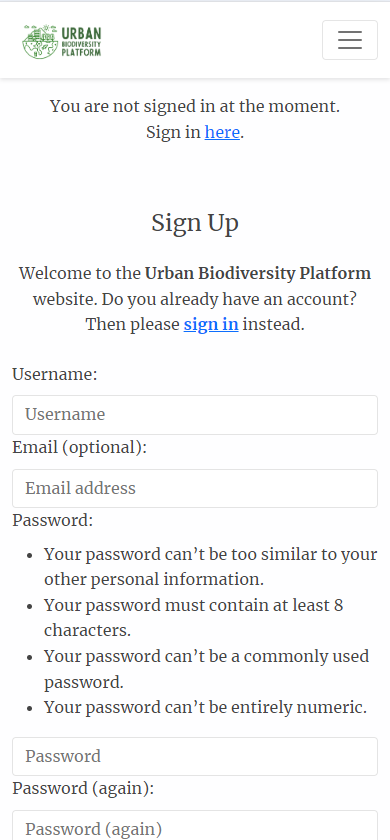 URBAN
BIODIVERSITY
PLATFORM
You are not signed in at the moment.
Sign in here.
Sign Up
Welcome to the Urban Biodiversity Platform
website. Do you already have an account?
Then please sign in instead.
Username:
Username
Email (optional):
Email address
Password:
• Your password can’t be too similar to your
other personal information.
• Your password must contain at least 8
characters.
• Your password can’t be a commonly used
password.
• Your password can’t be entirely numeric.
Password
Password (again):
Password (again)